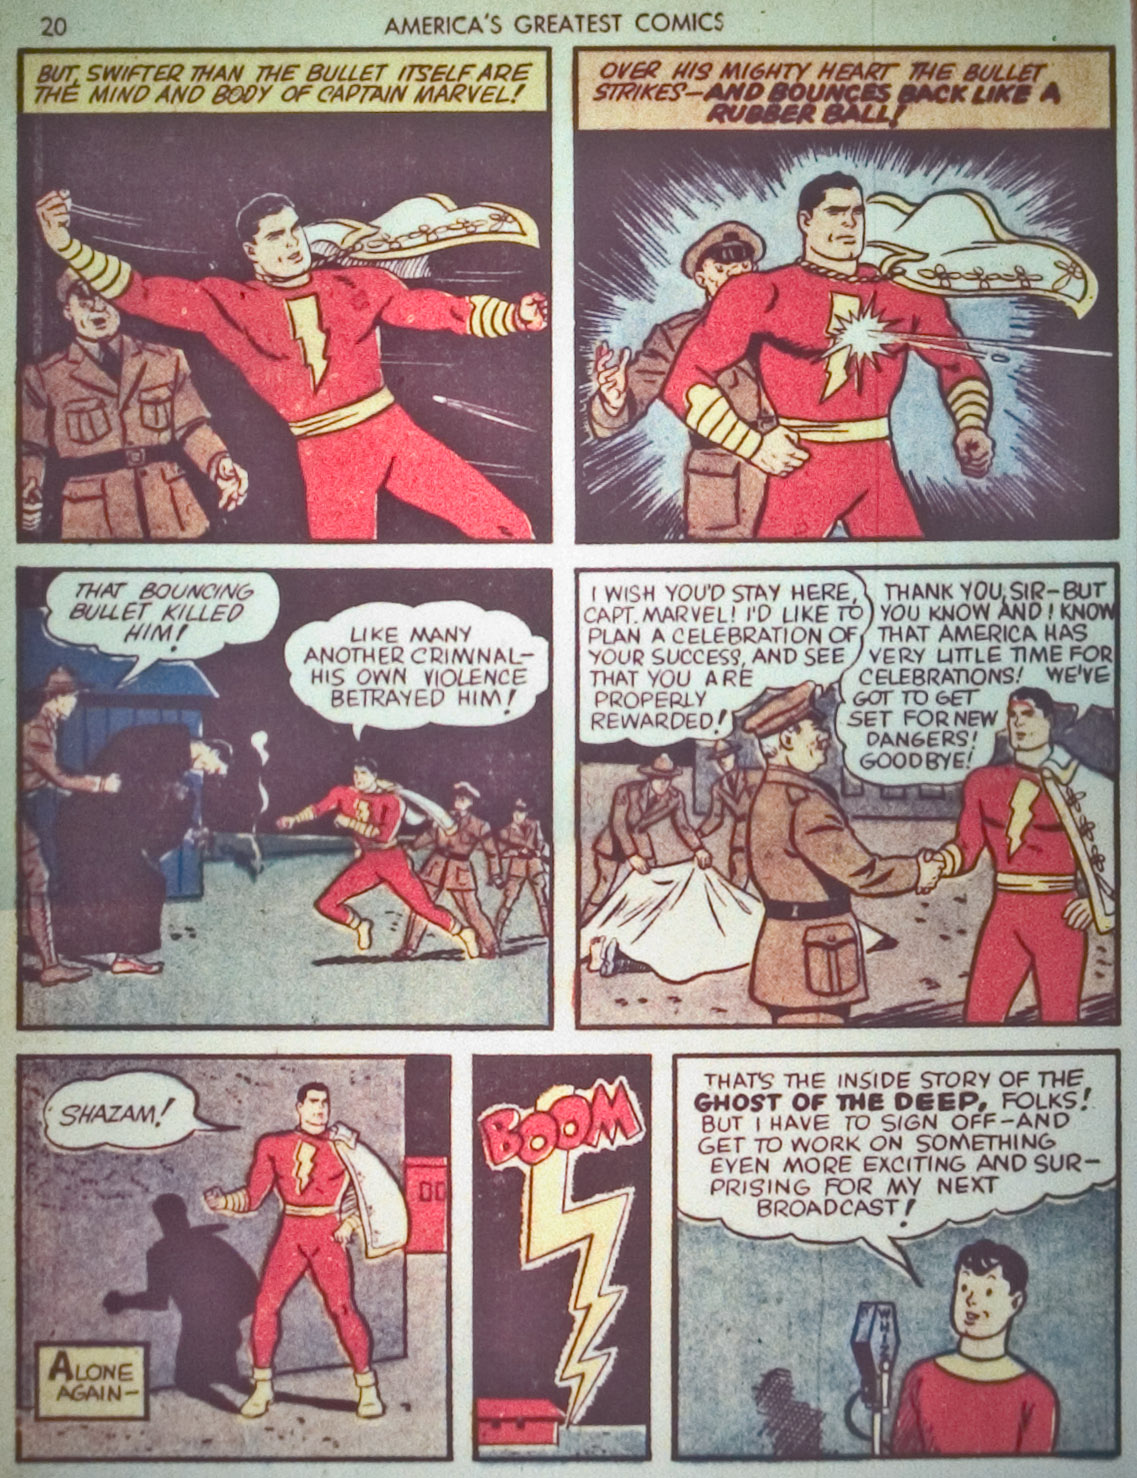 20
AMERICA'S GREATEST COMICS
BUT, SWIFTER THAN THE BULLET ITSELF ARE
THE MIND AND BODY OF CAPTAIN MARVEL!
OVER HIS MIGHTY HEART THE BULLET
STRIKES—AND BOUNCES BACK LIKE A
RUBBER BALL!
THAT BOUNCING
BULLET KILLED
HIM!
LIKE MANY
ANOTHER CRIMINAL—
HIS OWN VIOLENCE
BETRAYED HIM!
I WISH YOU'D STAY HERE,
CAPT. MARVEL! I'D LIKE TO
PLAN A CELEBRATION OF
YOUR SUCCESS, AND SEE
THAT YOU ARE
PROPERLY
REWARDED!
THANK YOU, SIR—BUT
YOU KNOW AND I KNOW
THAT AMERICA HAS
VERY LITTLE TIME FOR
CELEBRATIONS! WE'VE
GOT TO GET
SET FOR NEW
DANGERS!
GOODBYE!
SHAZAM!
ALONE
AGAIN—
BOOM
THAT'S THE INSIDE STORY OF THE
GHOST OF THE DEEP, FOLKS!
BUT I HAVE TO SIGN OFF—AND
GET TO WORK ON SOMETHING
EVEN MORE EXCITING AND SUR-
PRISING FOR MY NEXT
BROADCAST!
WHIZ